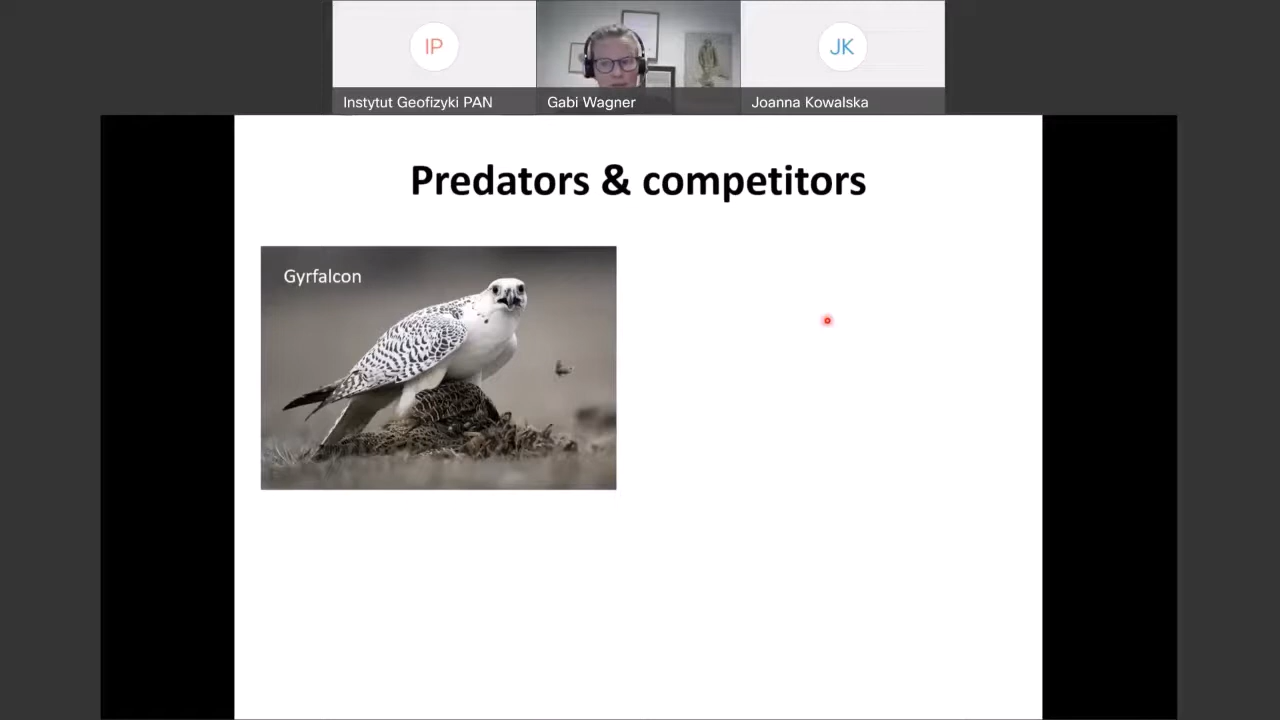 IP
JK
Instytut Geofizyki PAN
Gabi Wagner
Joanna Kowalska
Predators & competitors
Gyrfalcon